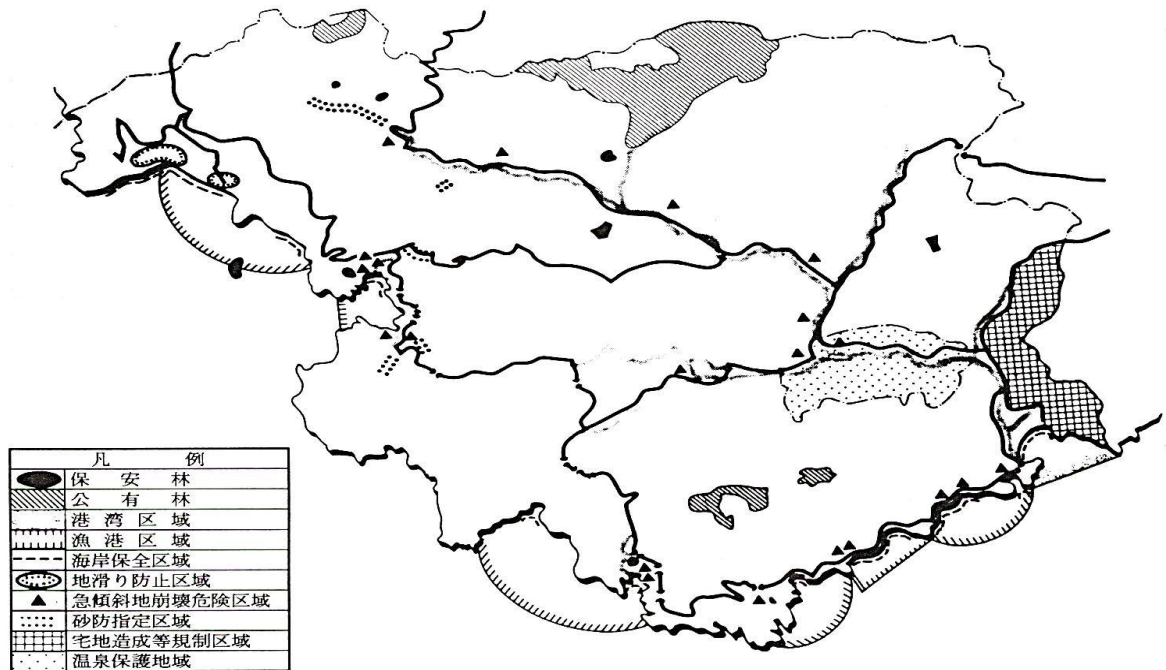 凡 例
保 安 林
公 有 林
港 湾 区 域
漁 港 区 域
海岸保全区域
地滑り防止区域
急傾斜地崩壊危険区域
砂防指定区域
宅地造成等規制区域
温泉保護地域